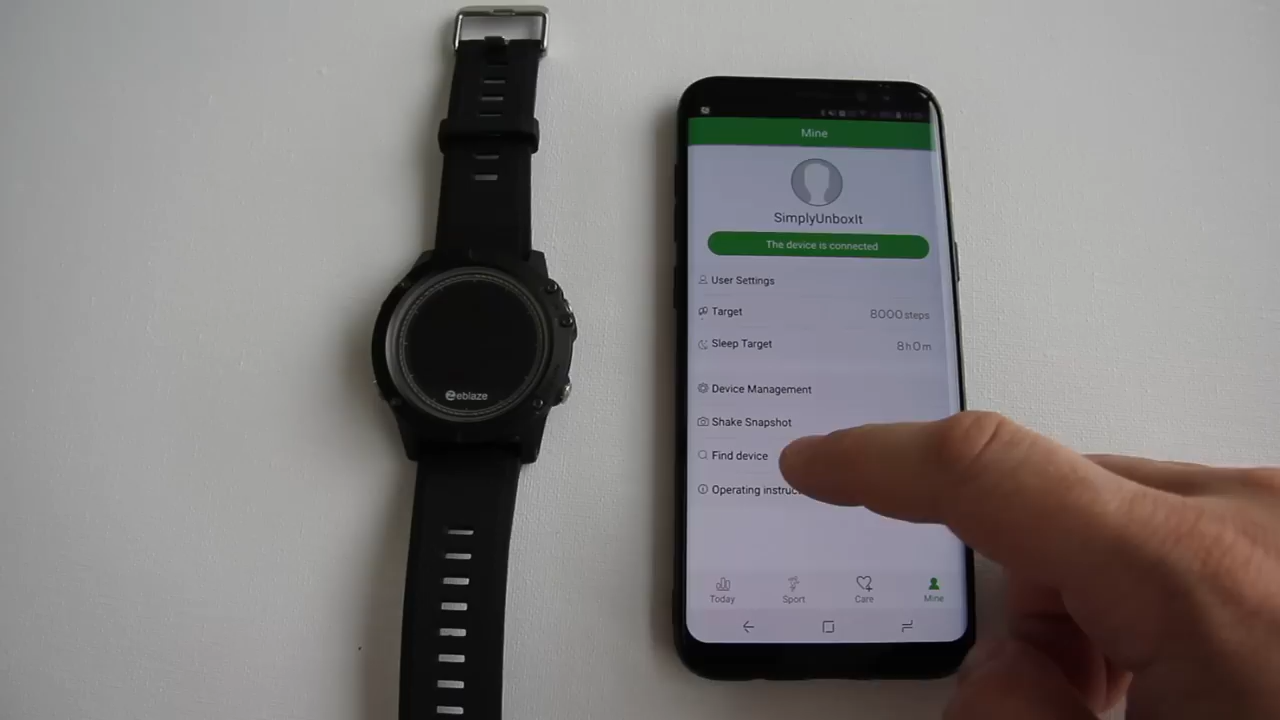 Mine
SimplyUnboxIt
The device is connected
User Settings
Target 8000 steps
Sleep Target 8h0m
Device Management
Shake Snapshot
Find device
Operating
Today Sport Care Mine
Zeblaze